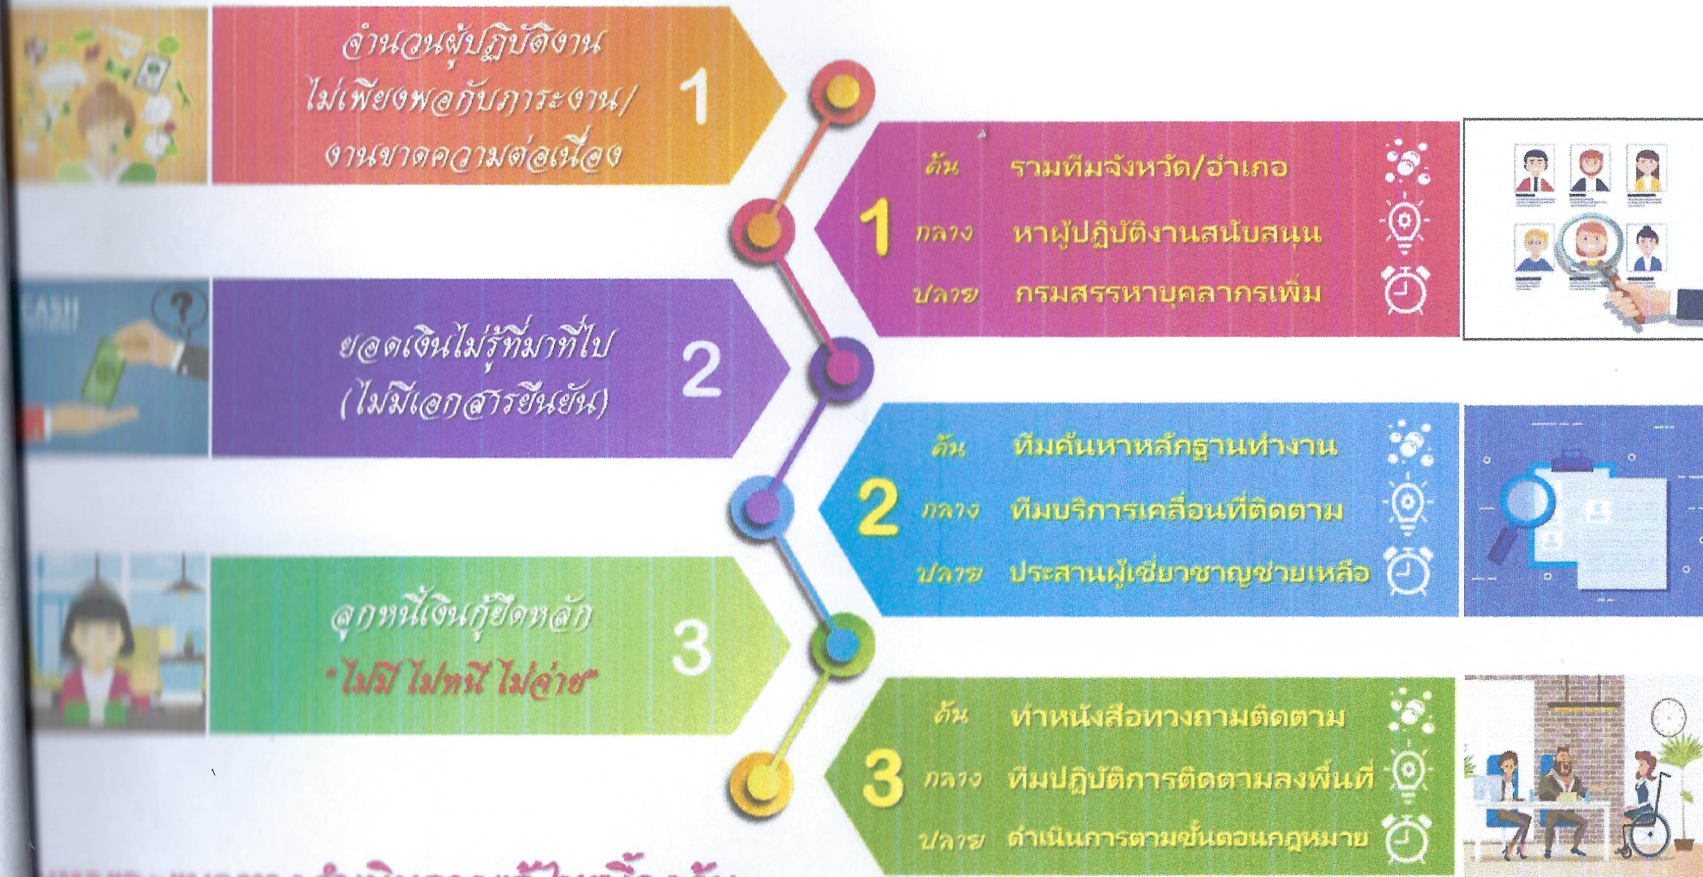 จำนวนผู้ปฏิบัติงาน
ไม่เพียงพอกับภาระงาน/
งานขาดความต่อเนื่อง
1
1
ต้น รวมทีมจังหวัด/อำเภอ
กลาง หาผู้ปฏิบัติงานสนับสนุน
ปลาย กรมสรรหาบุคลากรเพิ่ม
CASH
?
ยอดเงินไม่รู้ที่มาที่ไป
(ไม่มีเอกสารยืนยัน)
2
2
ต้น ทีมค้นหาหลักฐานทำงาน
กลาง ทีมบริการเคลื่อนที่ติดตาม
ปลาย ประสานผู้เชี่ยวชาญช่วยเหลือ
ลูกหนี้เงินกู้ยึดหลัก
"ไม่มี ไม่หนี ไม่จ่าย"
3
3
ต้น ทำหนังสือทวงถามติดตาม
กลาง ทีมปฏิบัติการติดตามลงพื้นที่
ปลาย ดำเนินการตามขั้นตอนกฎหมาย